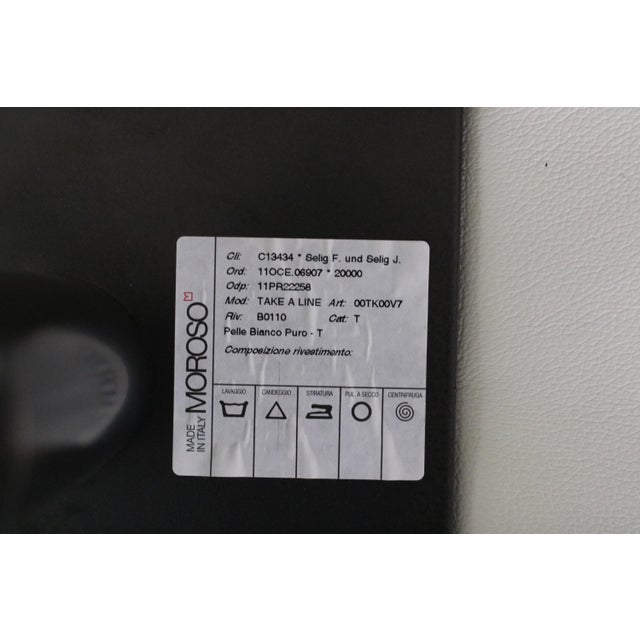 Cli: C13434 * Selig F. und Selig J.
Ord: 11OCE.06907 * 20000
Odp: 11PR22258
Mod: TAKE A LINE Art: 00TK00V7
Riv: B0110 Cat: T
Pelle Bianco Puro - T
Composizione rivestimento:
LAVAGGIO CANDEGGIO STIRATURA PUL. A SECCO CENTRIFUGA
MADE
IN ITALY
MOROSO